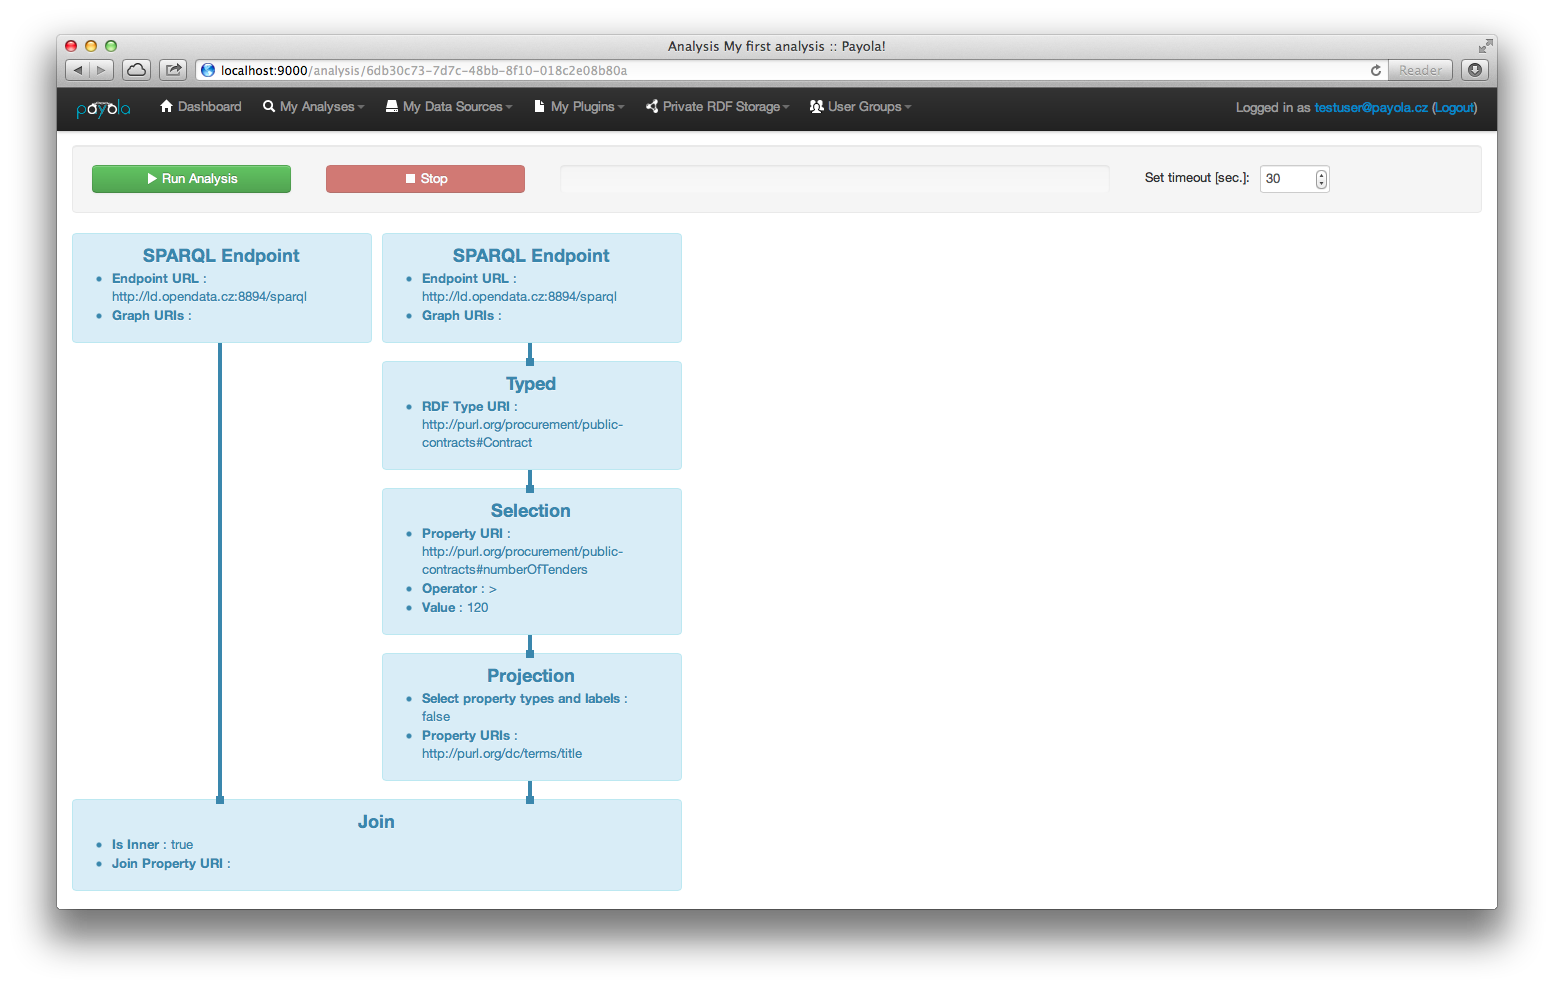 Analysis My first analysis :: Payola!
localhost:9000/analysis/6db30c73-7d7c-48bb-8f10-018c2e08b80a
Reader
payola
Dashboard
My Analyses
My Data Sources
My Plugins
Private RDF Storage
User Groups
Logged in as testuser@payola.cz (Logout)
Run Analysis
Stop
Set timeout [sec.]:
30
SPARQL Endpoint
Endpoint URL :
http://ld.opendata.cz:8894/sparql
Graph URIs :
SPARQL Endpoint
Endpoint URL :
http://ld.opendata.cz:8894/sparql
Graph URIs :
Typed
RDF Type URI :
http://purl.org/procurement/public-
contracts#Contract
Selection
Property URI :
http://purl.org/procurement/public-
contracts#numberOfTenders
Operator : >
Value : 120
Projection
Select property types and labels :
false
Property URIs :
http://purl.org/dc/terms/title
Join
Is Inner : true
Join Property URI :